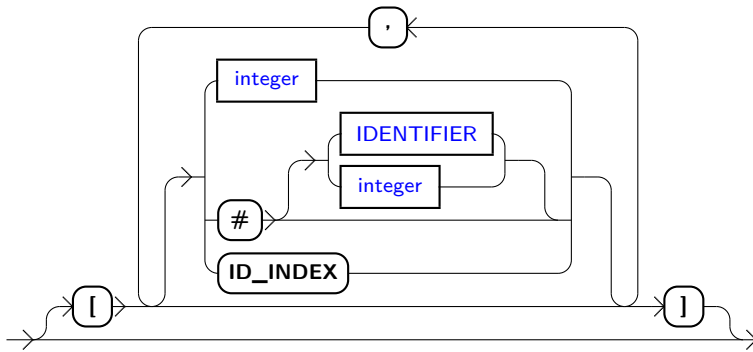 ,
integer
IDENTIFIER
integer
#
ID_INDEX
[ ]